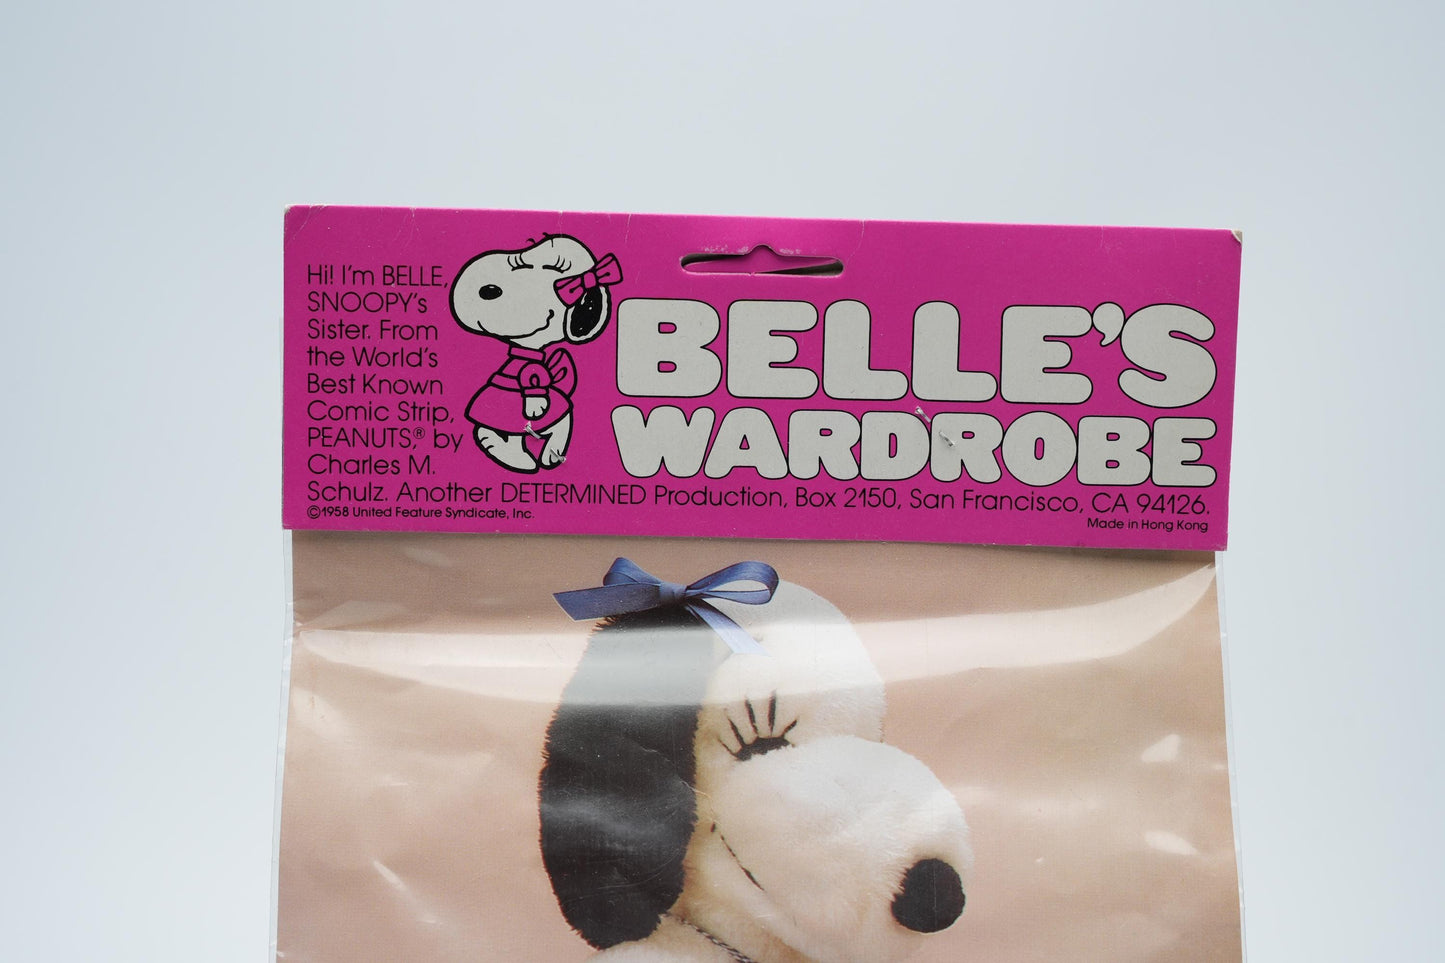 Hi! I'm BELLE,
SNOOPY's
Sister. From
the World's
Best Known
Comic Strip,
PEANUTS,® by
Charles M.
Schulz. Another DETERMINED Production, Box 2150, San Francisco, CA 94126.
©1958 United Feature Syndicate, Inc.
Made in Hong Kong
BELLE'S
WARDROBE